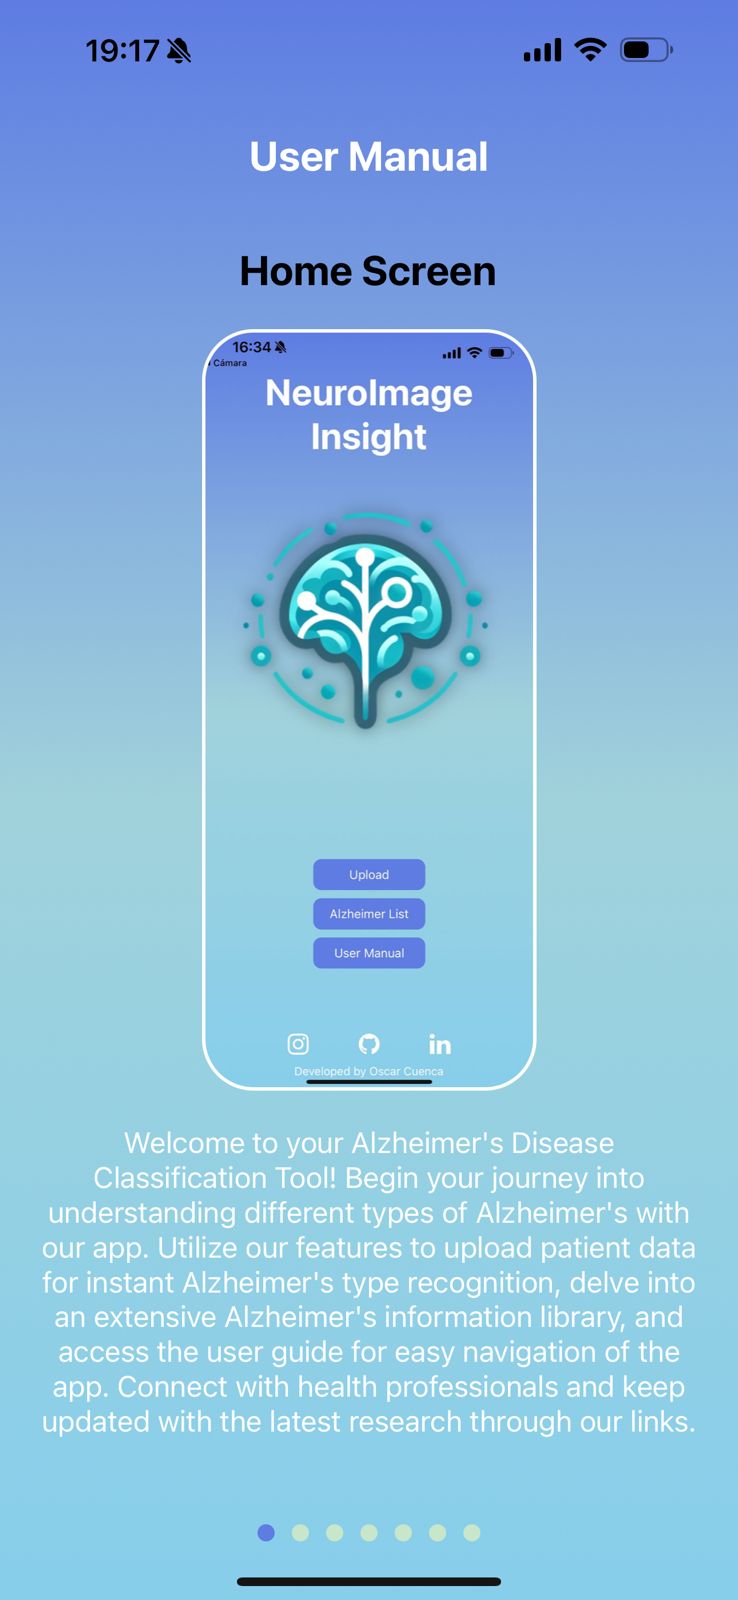 19:17
User Manual
Home Screen
16:34
Cámara
NeuroImage
Insight
Upload
Alzheimer List
User Manual
in
Developed by Oscar Cuenca
Welcome to your Alzheimer's Disease
Classification Tool! Begin your journey into
understanding different types of Alzheimer's with
our app. Utilize our features to upload patient data
for instant Alzheimer's type recognition, delve into
an extensive Alzheimer's information library, and
access the user guide for easy navigation of the
app. Connect with health professionals and keep
updated with the latest research through our links.